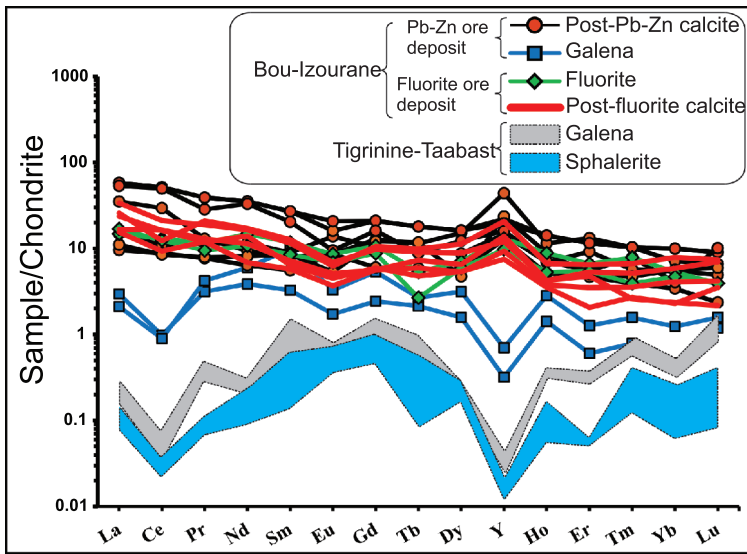 Pb-Zn ore deposit
Post-Pb-Zn calcite
Galena
Bou-Izourane
Fluorite ore deposit
Fluorite
Post-fluorite calcite
Tigrinine-Taabast
Galena
Sphalerite
Sample/Chondrite
1000
100
10
1
0.1
0.01
La Ce Pr Nd Sm Eu Gd Tb Dy Y Ho Er Tm Yb Lu